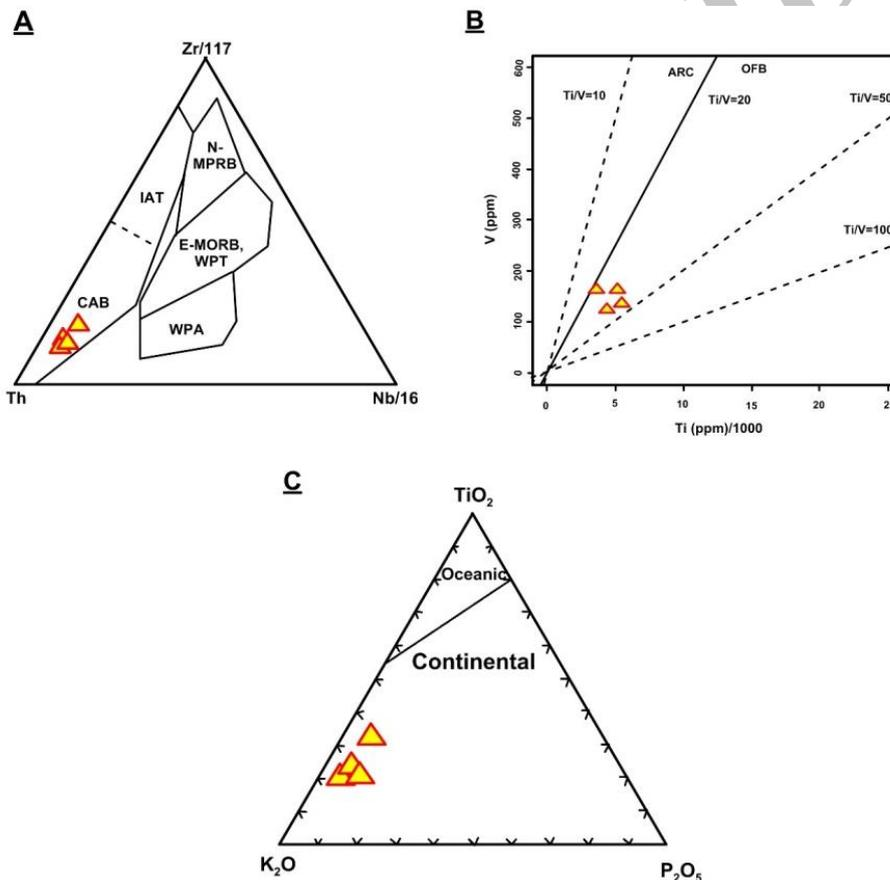 A
Zr/117
N-
MPRB
IAT
E-MORB,
WPT
CAB
WPA
Th
Nb/16
B
600
500
400
300
200
100
0
V (ppm)
ARC
OFB
Ti/V=10
Ti/V=20
Ti/V=50
Ti/V=100
0
5
10
15
20
Ti (ppm)/1000
C
TiO₂
Oceanic
Continental
K₂O
P₂O₅